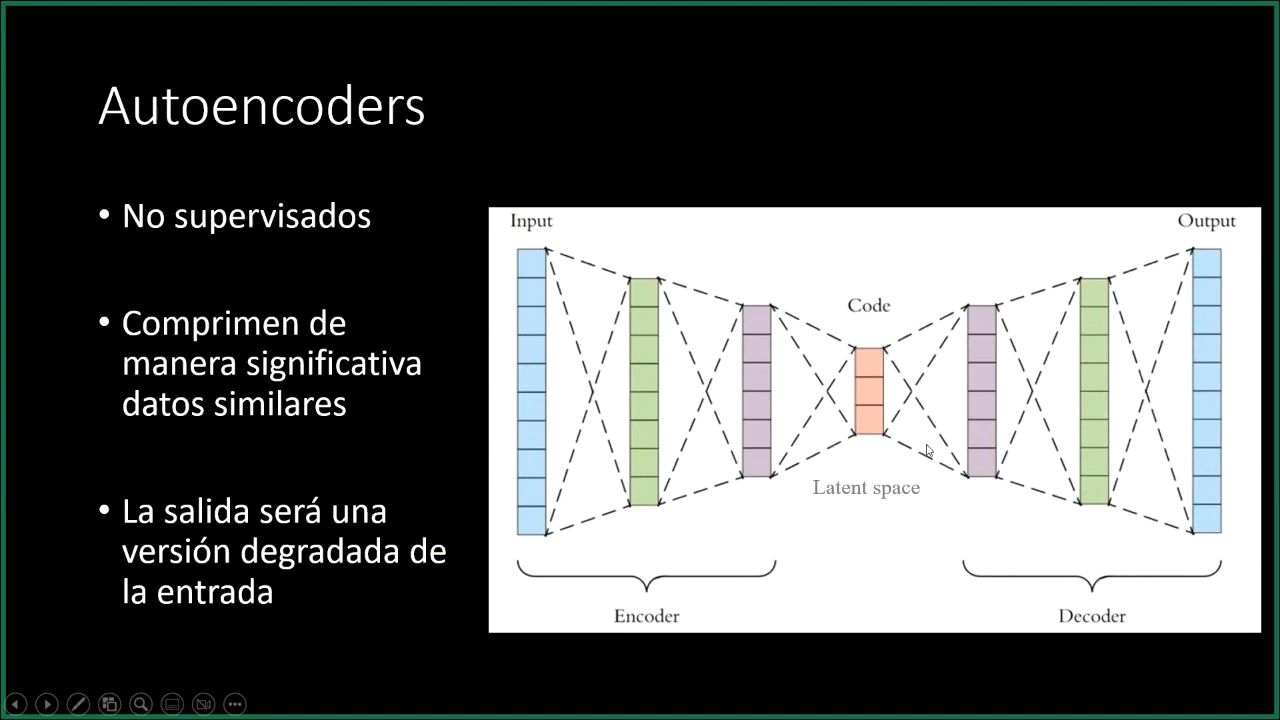 Autoencoders
• No supervisados
• Comprimen de
manera significativa
datos similares
• La salida será una
versión degradada de
la entrada
Input
Output
Code
Latent space
Encoder
Decoder